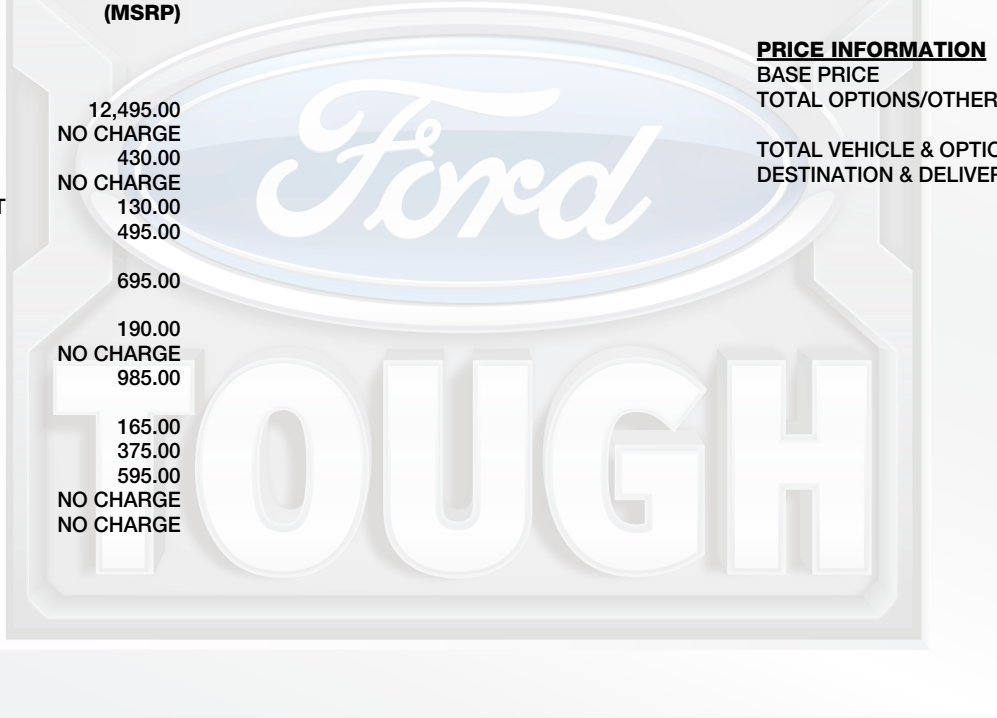 (MSRP)
12,495.00
NO CHARGE
430.00
NO CHARGE
T
130.00
495.00
695.00
190.00
NO CHARGE
985.00
165.00
375.00
595.00
NO CHARGE
NO CHARGE
PRICE INFORMATION
BASE PRICE
TOTAL OPTIONS/OTHER
TOTAL VEHICLE & OPTIO
DESTINATION & DELIVER
Ford
TOUGH